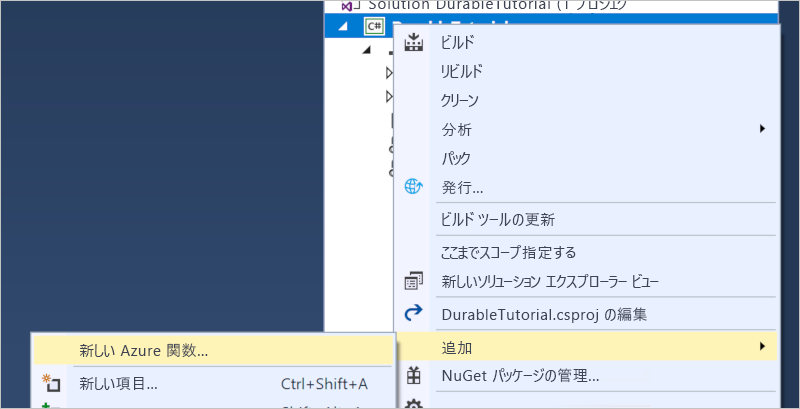 Solution DurableTutorial (1 プロジェク
C#
ビルド
リビルド
クリーン
分析
パック
発行...
ビルド ツールの更新
ここまでスコープ指定する
新しいソリューション エクスプローラー ビュー
DurableTutorial.csproj の編集
追加
NuGet パッケージの管理...
新しい Azure 関数...
新しい項目... Ctrl+Shift+A